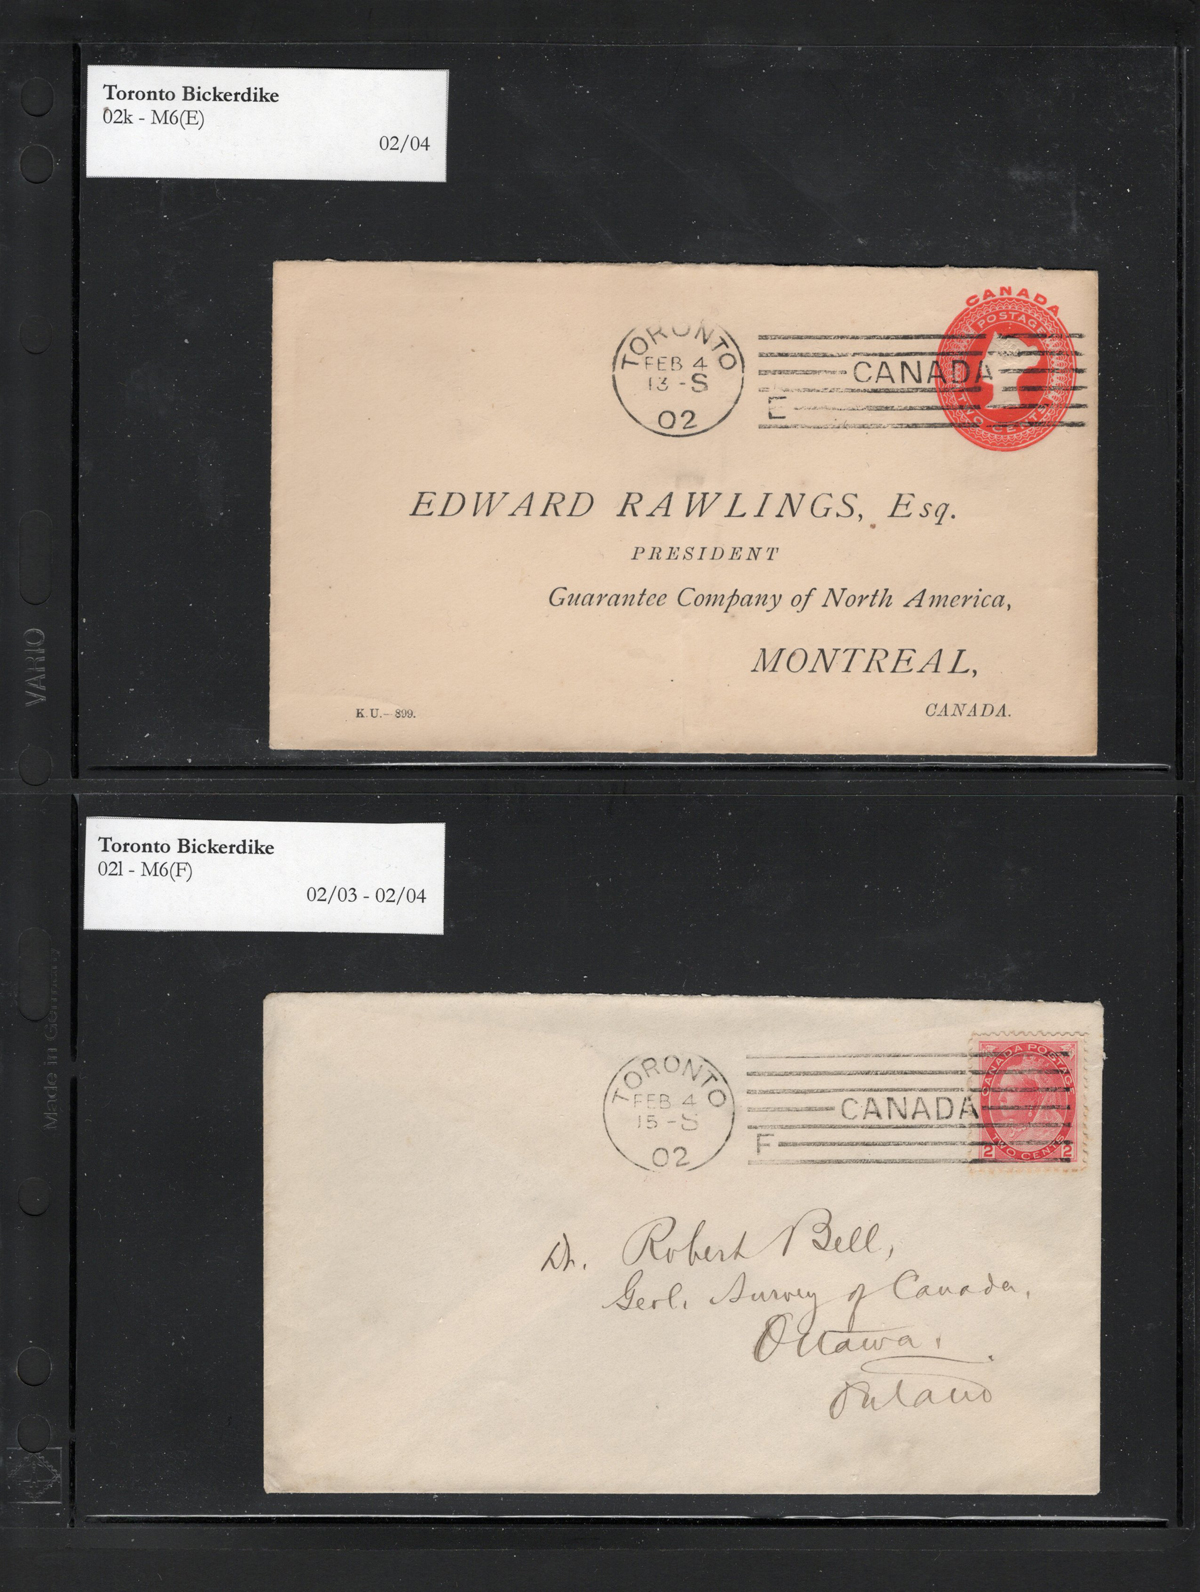 Toronto Bickerdike
02k - M6(E)
02/04
CANADA
POSTAGE
TWO CENTS
TORONTO
FEB 4
13 -S
02
CANADA
E
EDWARD RAWLINGS, Esq.
PRESIDENT
Guarantee Company of North America,
MONTREAL,
K.U.—899.
CANADA.
VARIO
Toronto Bickerdike
02l - M6(F)
02/03 - 02/04
Made in Germany
CANADA POSTAGE
TWO CENTS
2 2
TORONTO
FEB 4
15 -S
02
CANADA
F
Dr. Robert Bell,
Geol. Survey of Canada,
Ottawa.
Ontario